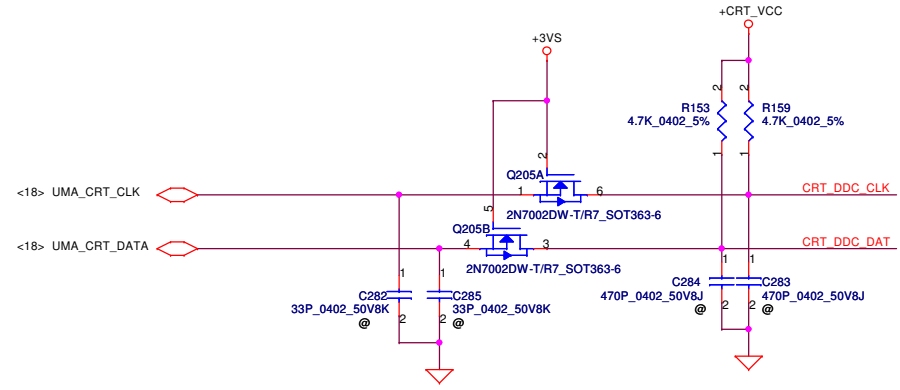 +CRT_VCC
+3VS
2
2
R153
R159
4.7K_0402_5%
4.7K_0402_5%
2
1
1
Q205A
<18> UMA_CRT_CLK
1
6
CRT_DDC_CLK
5
2N7002DW-T/R7_SOT363-6
Q205B
<18> UMA_CRT_DATA
4
3
CRT_DDC_DAT
2N7002DW-T/R7_SOT363-6
1
1
1
1
C282
C285
C284
C283
33P_0402_50V8K
33P_0402_50V8K
470P_0402_50V8J
470P_0402_50V8J
2
2
2
2
@
@
@
@